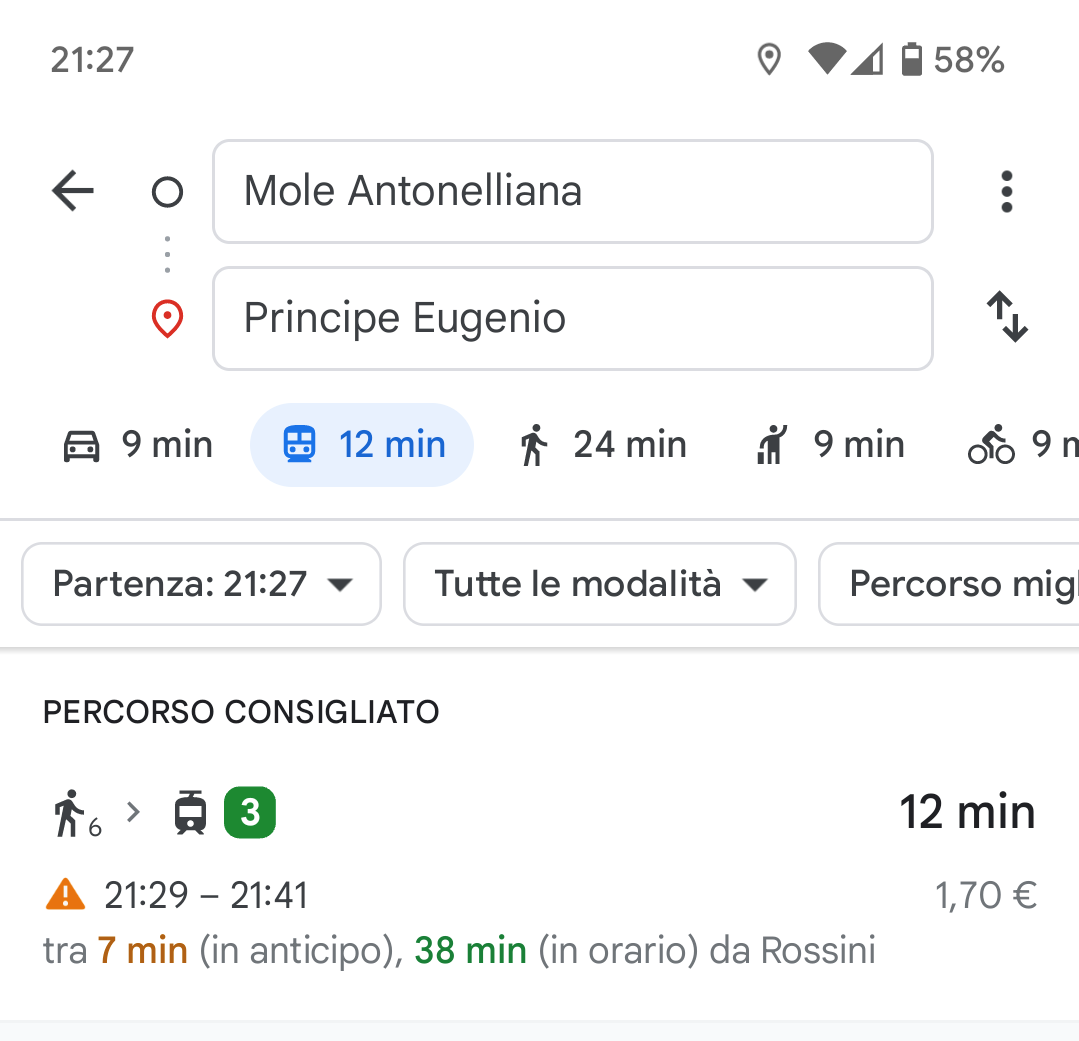 21:27 58%
Mole Antonelliana
Principe Eugenio
9 min 12 min 24 min 9 min 9 m
Partenza: 21:27 Tutte le modalità Percorso migl
PERCORSO CONSIGLIATO
6 3 12 min
21:29 – 21:41 1,70 €
tra 7 min (in anticipo), 38 min (in orario) da Rossini